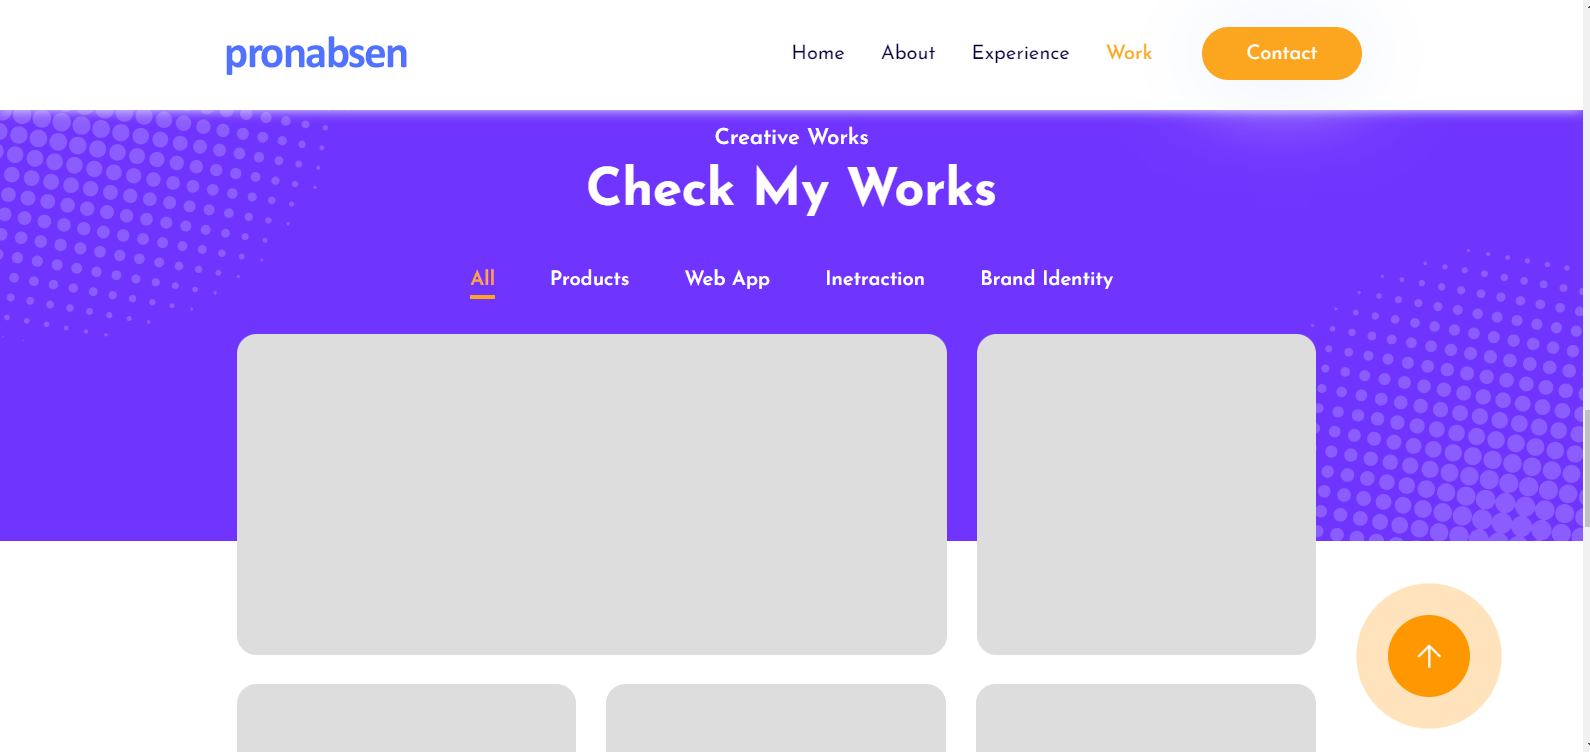 pronabsen
Home About Experience Work Contact
Creative Works
Check My Works
All Products Web App Inetraction Brand Identity